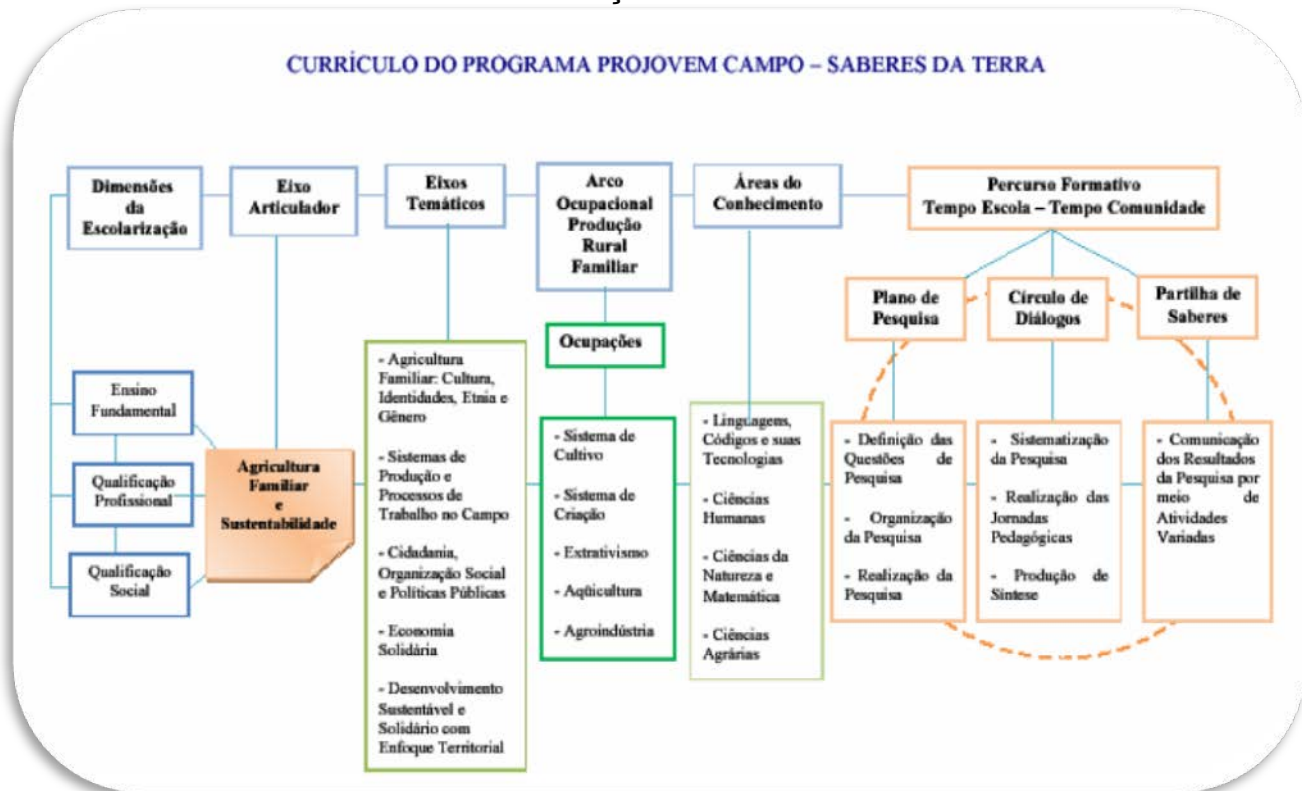 CURRÍCULO DO PROGRAMA PROJOVEM CAMPO – SABERES DA TERRA
Dimensões
da
Escolarização
Eixo
Articulador
Eixos
Temáticos
Arco
Ocupacional
Produção
Rural
Familiar
Áreas do
Conhecimento
Percurso Formativo
Tempo Escola – Tempo Comunidade
Ensino
Fundamental
Qualificação
Profissional
Qualificação
Social
Agricultura
Familiar
e
Sustentabilidade
- Agricultura
Familiar: Cultura,
Identidades, Etnia e
Gênero
- Sistemas de
Produção e
Processos de
Trabalho no Campo
- Cidadania,
Organização Social
e Políticas Públicas
- Economia
Solidária
- Desenvolvimento
Sustentável e
Solidário com
Enfoque Territorial
Ocupações
- Sistema de
Cultivo
- Sistema de
Criação
- Extrativismo
- Aqüicultura
- Agroindústria
- Linguagens,
Códigos e suas
Tecnologias
- Ciências
Humanas
- Ciências da
Natureza e
Matemática
- Ciências
Agrárias
Plano de
Pesquisa
- Definição das
Questões de
Pesquisa
- Organização
da Pesquisa
- Realização da
Pesquisa
Círculo de
Diálogos
- Sistematização
da Pesquisa
- Realização das
Jornadas
Pedagógicas
- Produção de
Síntese
Partilha de
Saberes
- Comunicação
dos Resultados
da Pesquisa por
meio de
Atividades
Variadas